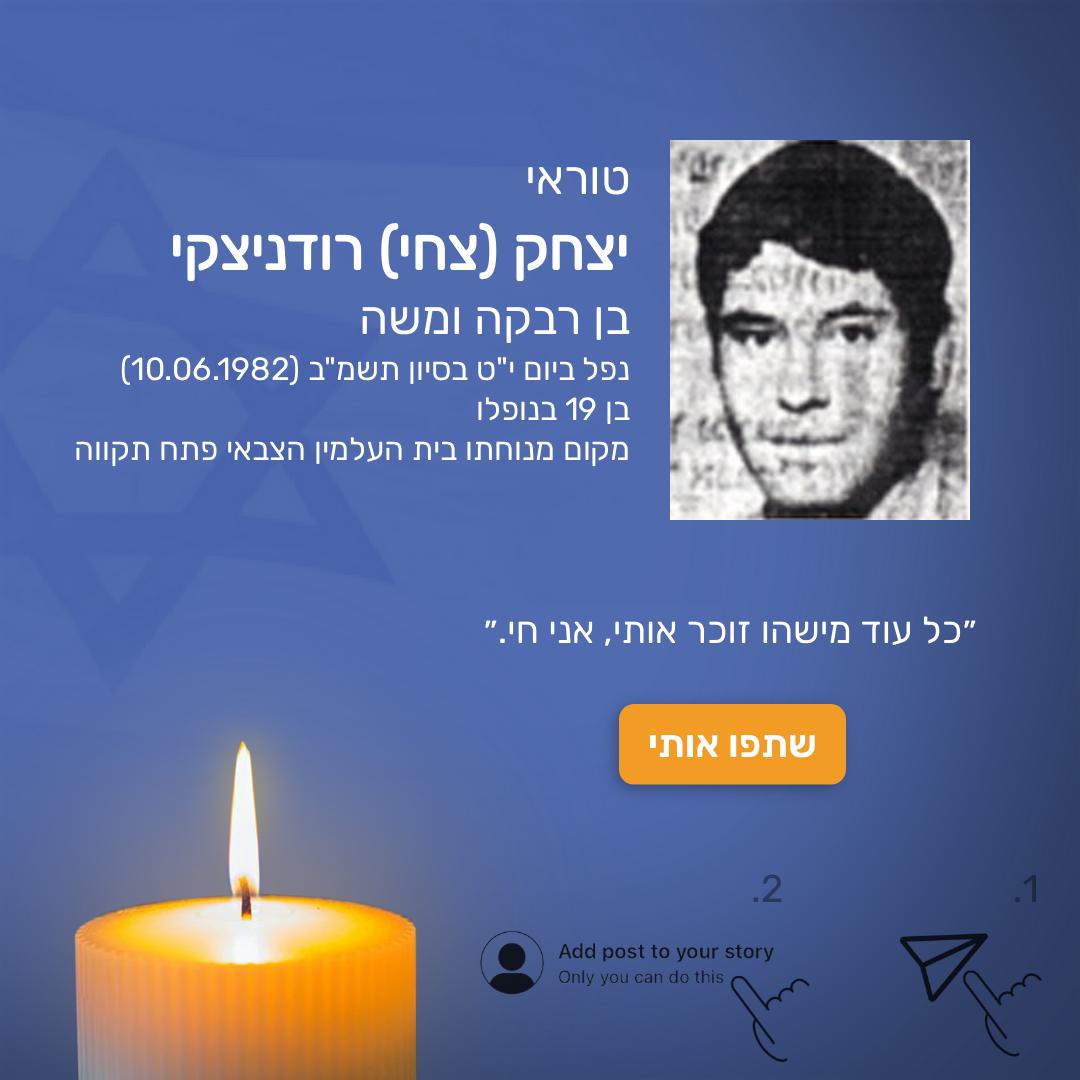 טוראי
יצחק (צחי) רודניצקי
בן רבקה ומשה
נפל ביום י"ט בסיון תשמ"ב (10.06.1982)
בן 19 בנופלו
מקום מנוחתו בית העלמין הצבאי פתח תקווה
״כל עוד מישהו זוכר אותי, אני חי.״
שתפו אותי
1.
2.
Add post to your story
Only you can do this